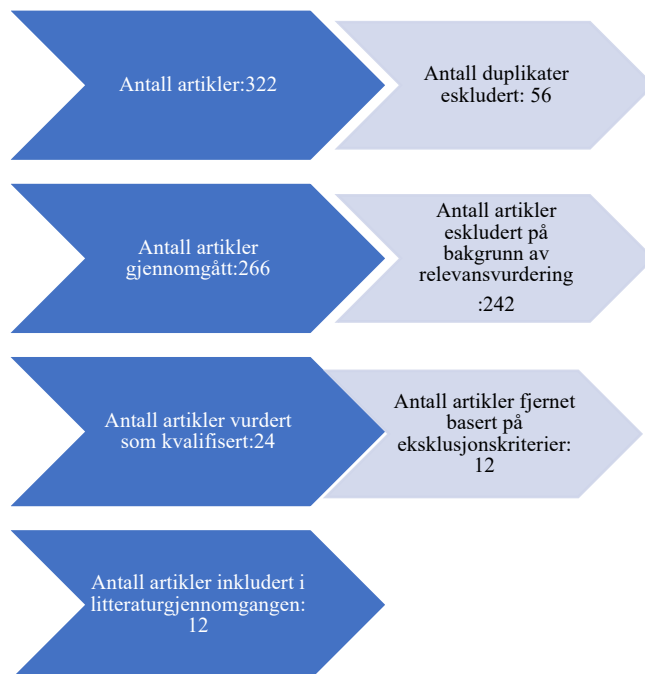 Antall artikler:322
Antall duplikater
eskludert: 56
Antall artikler
gjennomgått:266
Antall artikler
eskludert på
bakgrunn av
relevansvurdering
:242
Antall artikler vurdert
som kvalifisert:24
Antall artikler fjernet
basert på
eksklusjonskriterier:
12
Antall artikler inkludert i
litteraturgjennomgangen:
12